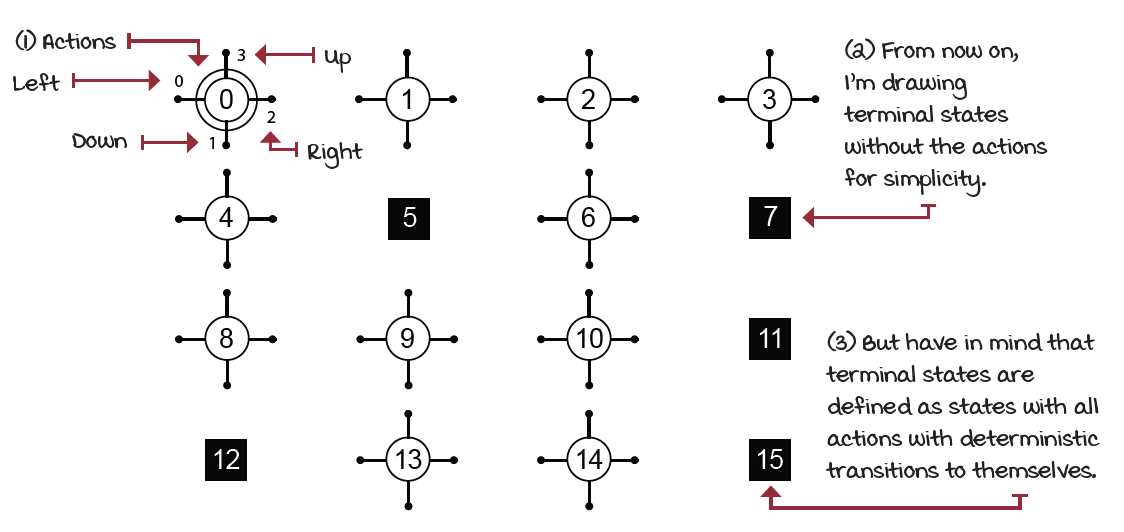 (1) Actions
3
Up
Left
0
0
2
1
Down
Right
1
2
3
(2) From now on,
I'm drawing
terminal states
without the actions
for simplicity.
4
5
6
7
8
9
10
11
(3) But have in mind that
terminal states are
defined as states with all
actions with deterministic
transitions to themselves.
12
13
14
15